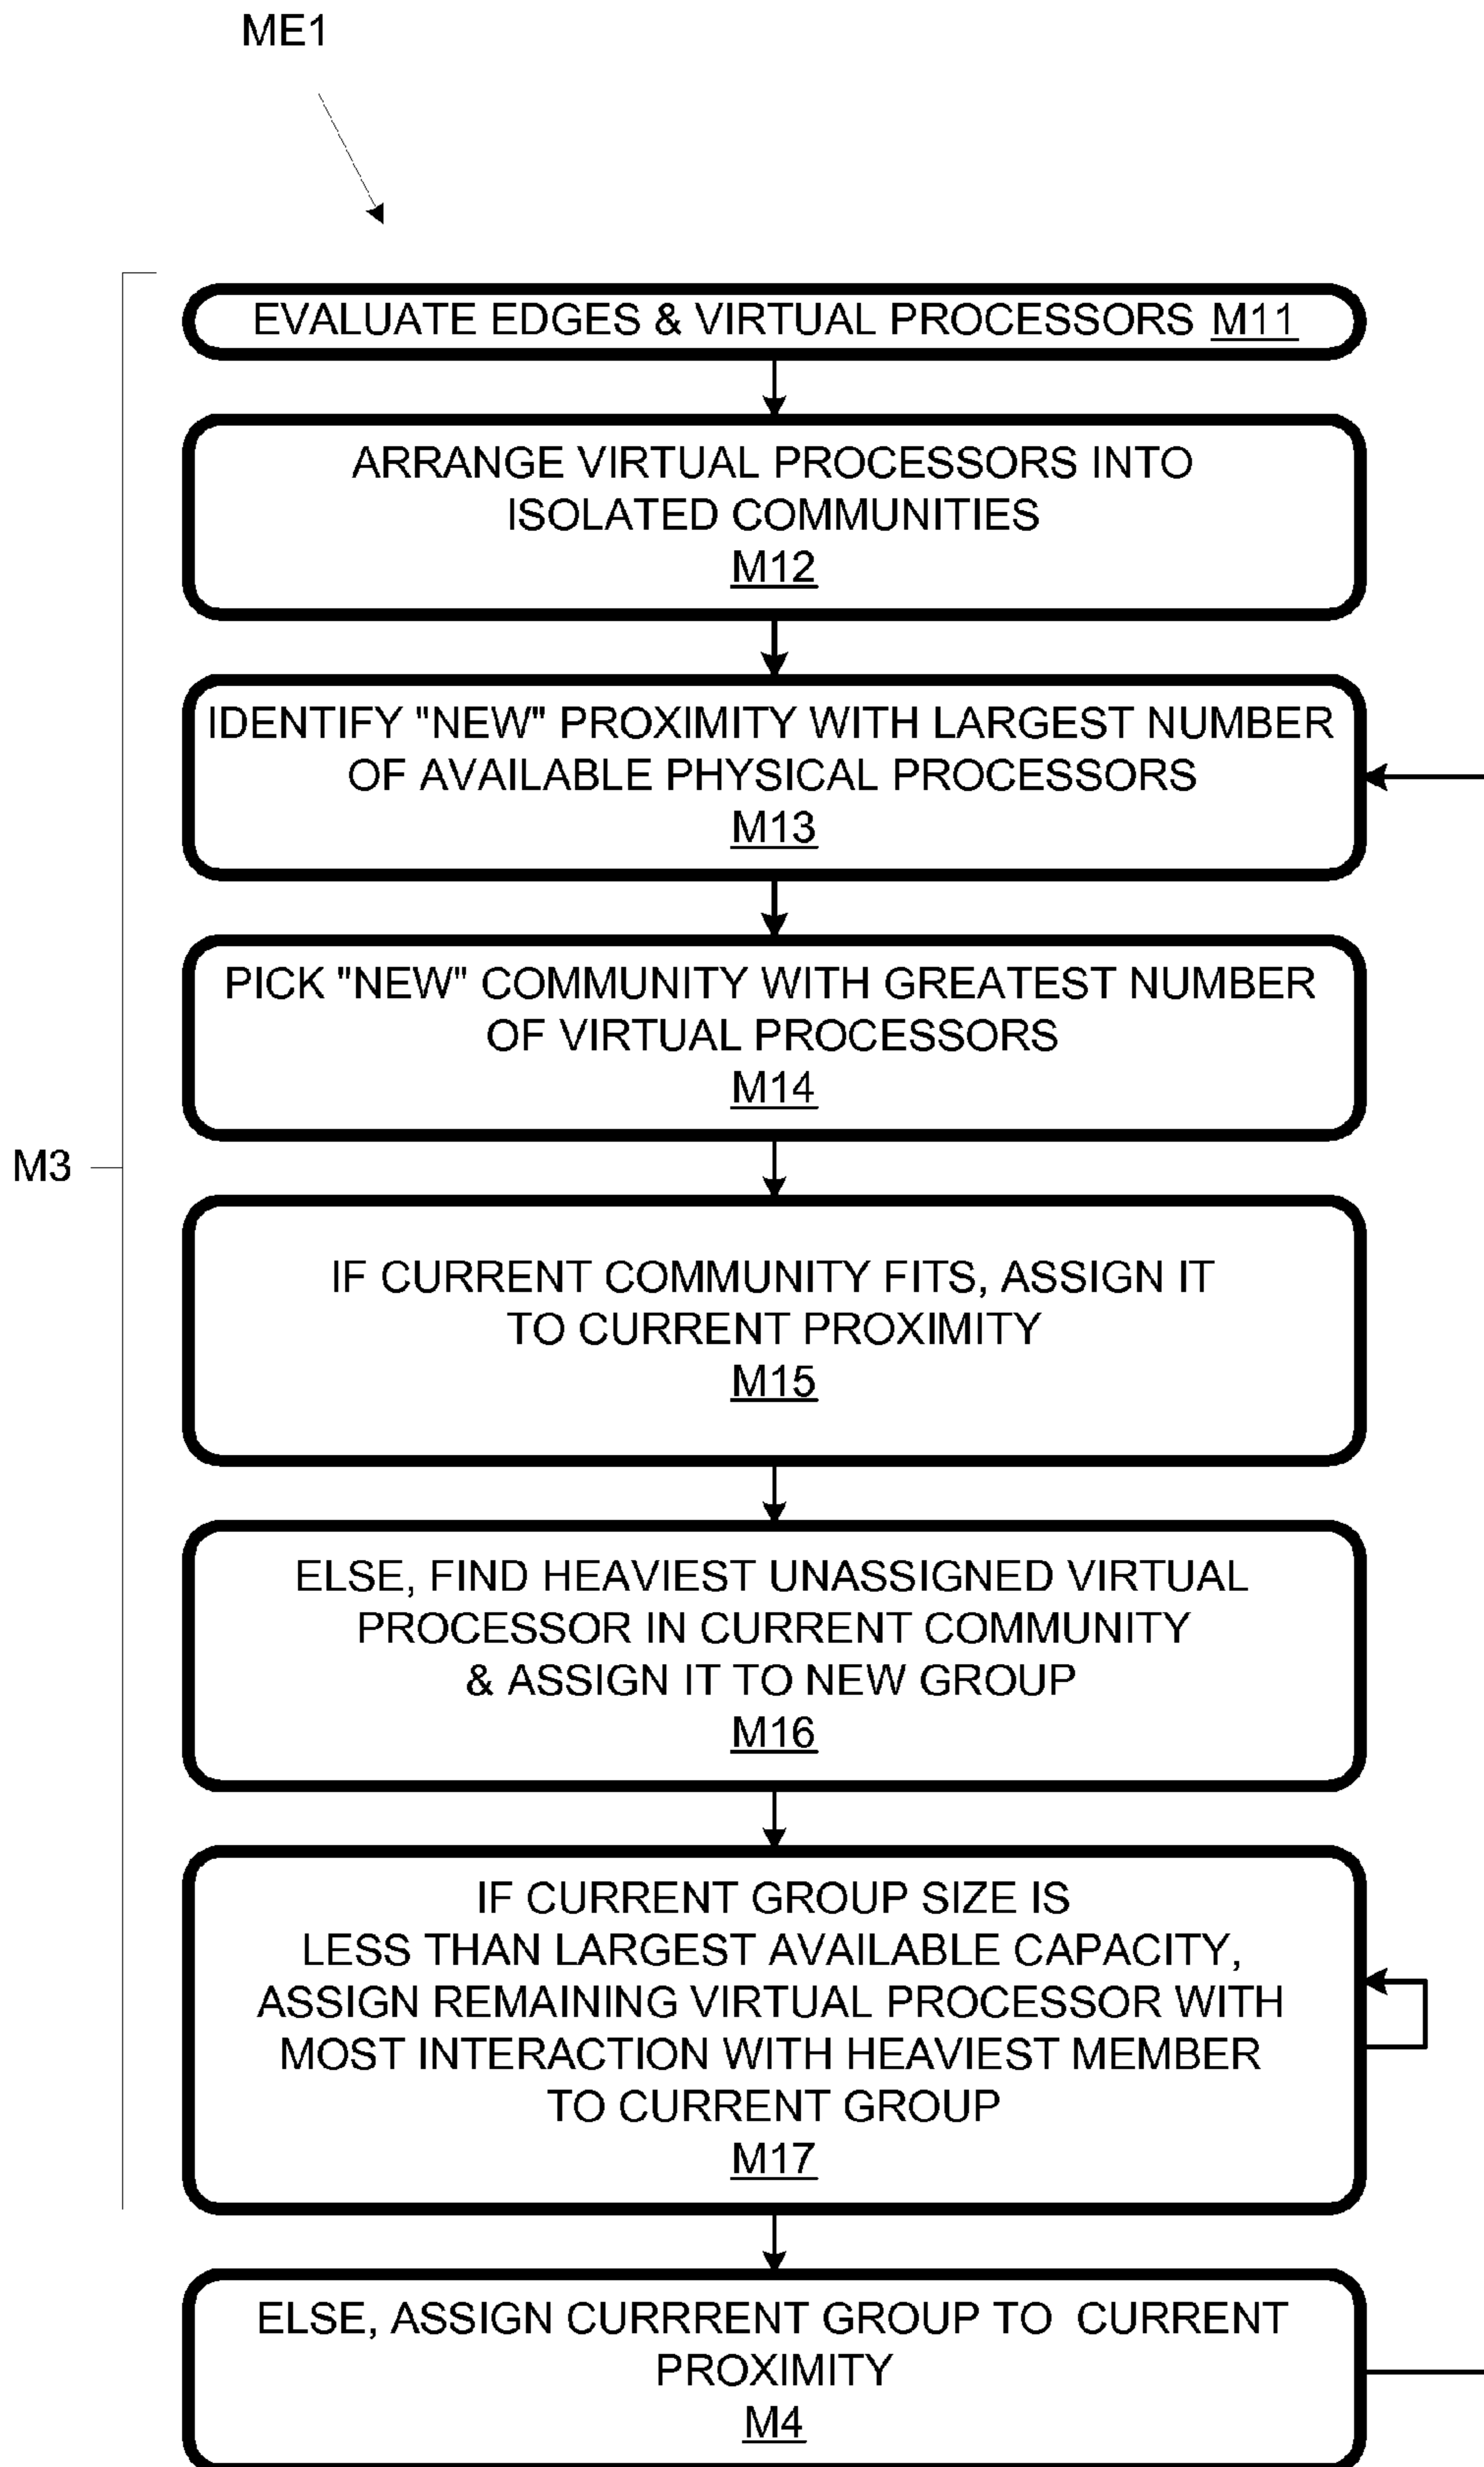 ME1
EVALUATE EDGES & VIRTUAL PROCESSORS M11
ARRANGE VIRTUAL PROCESSORS INTO
ISOLATED COMMUNITIES
M12
IDENTIFY "NEW" PROXIMITY WITH LARGEST NUMBER
OF AVAILABLE PHYSICAL PROCESSORS
M13
PICK "NEW" COMMUNITY WITH GREATEST NUMBER
OF VIRTUAL PROCESSORS
M14
M3
IF CURRENT COMMUNITY FITS, ASSIGN IT
TO CURRENT PROXIMITY
M15
ELSE, FIND HEAVIEST UNASSIGNED VIRTUAL
PROCESSOR IN CURRENT COMMUNITY
& ASSIGN IT TO NEW GROUP
M16
IF CURRENT GROUP SIZE IS
LESS THAN LARGEST AVAILABLE CAPACITY,
ASSIGN REMAINING VIRTUAL PROCESSOR WITH
MOST INTERACTION WITH HEAVIEST MEMBER
TO CURRENT GROUP
M17
ELSE, ASSIGN CURRRENT GROUP TO CURRENT
PROXIMITY
M4